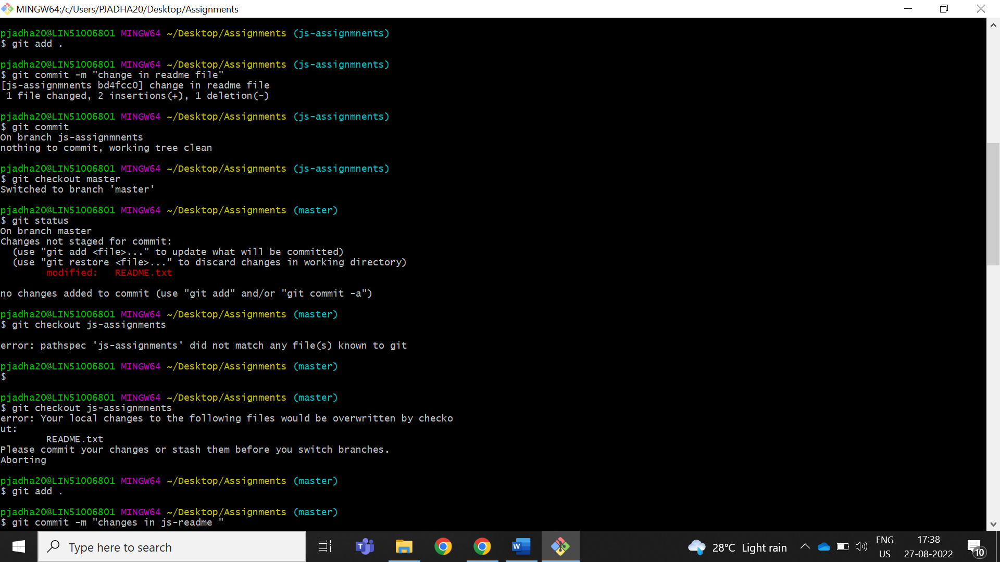 MINGW64:/c/Users/PJADHA20/Desktop/Assignments
pjadha20@LIN51006801 MINGW64 ~/Desktop/Assignments (js-assignmnents)
$ git add .
pjadha20@LIN51006801 MINGW64 ~/Desktop/Assignments (js-assignmnents)
$ git commit -m "change in readme file"
[js-assignmnents bd4fcc0] change in readme file
 1 file changed, 2 insertions(+), 1 deletion(-)
pjadha20@LIN51006801 MINGW64 ~/Desktop/Assignments (js-assignmnents)
$ git commit
On branch js-assignmnents
nothing to commit, working tree clean
pjadha20@LIN51006801 MINGW64 ~/Desktop/Assignments (js-assignmnents)
$ git checkout master
Switched to branch 'master'
pjadha20@LIN51006801 MINGW64 ~/Desktop/Assignments (master)
$ git status
On branch master
Changes not staged for commit:
  (use "git add <file>..." to update what will be committed)
  (use "git restore <file>..." to discard changes in working directory)
        modified:   README.txt
no changes added to commit (use "git add" and/or "git commit -a")
pjadha20@LIN51006801 MINGW64 ~/Desktop/Assignments (master)
$ git checkout js-assignments
error: pathspec 'js-assignments' did not match any file(s) known to git
pjadha20@LIN51006801 MINGW64 ~/Desktop/Assignments (master)
$
pjadha20@LIN51006801 MINGW64 ~/Desktop/Assignments (master)
$ git checkout js-assignmnents
error: Your local changes to the following files would be overwritten by checko
ut:
        README.txt
Please commit your changes or stash them before you switch branches.
Aborting
pjadha20@LIN51006801 MINGW64 ~/Desktop/Assignments (master)
$ git add .
pjadha20@LIN51006801 MINGW64 ~/Desktop/Assignments (master)
$ git commit -m "changes in js-readme "
Type here to search
28°C Light rain
ENG
US
17:38
27-08-2022
10